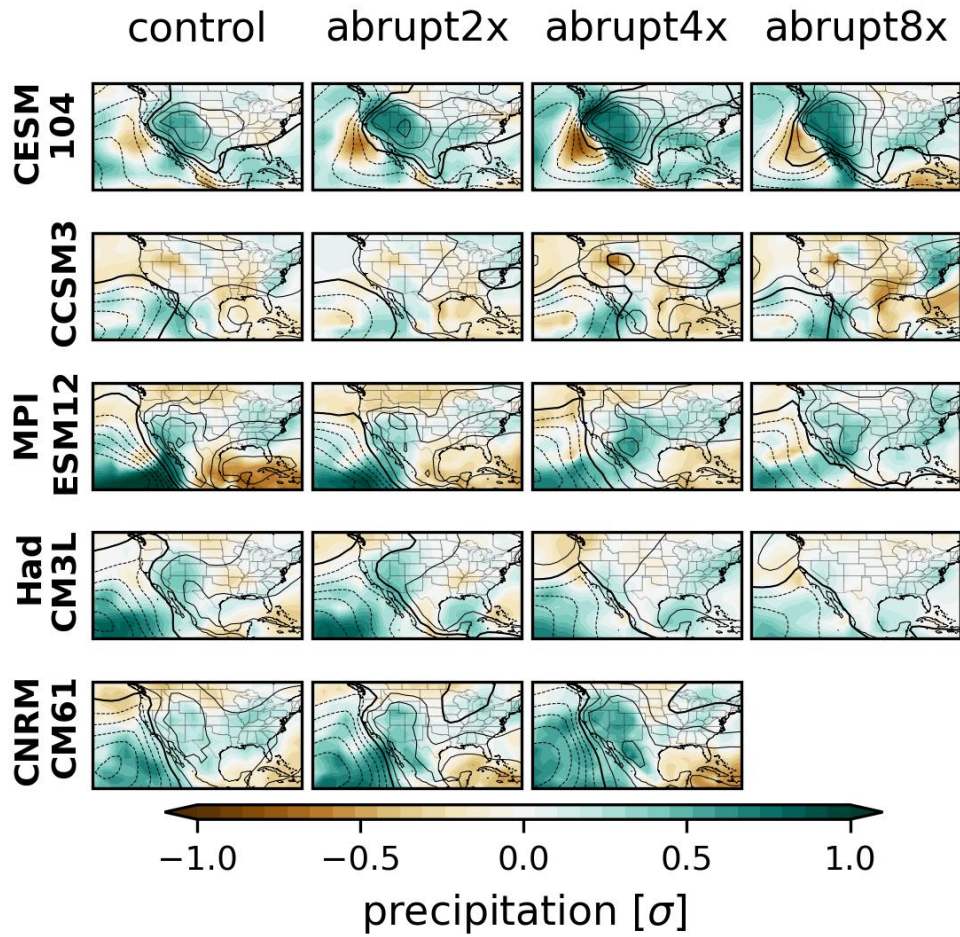 control abrupt2x abrupt4x abrupt8x
CESM
104
CCSM3
MPI
ESM12
Had
CM3L
CNRM
CM61
−1.0 −0.5 0.0 0.5 1.0
precipitation [σ]